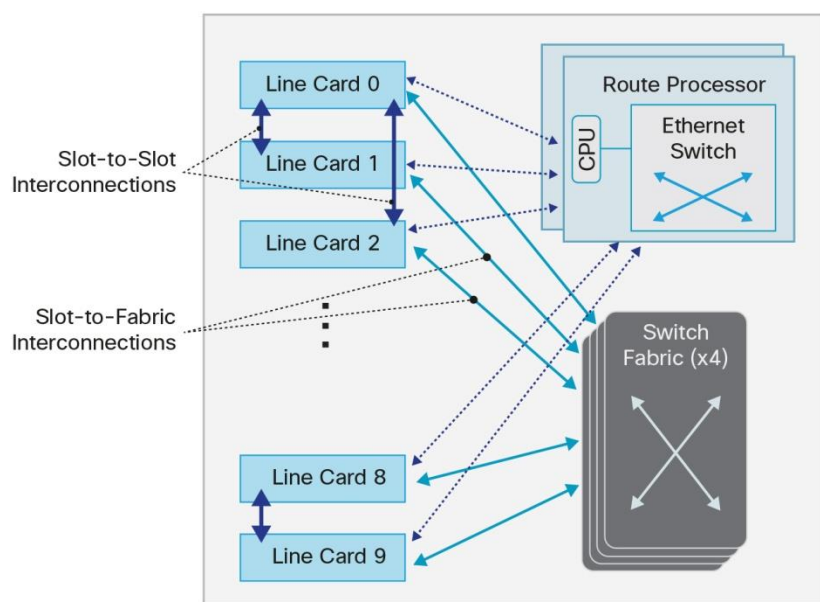 Line Card 0
Line Card 1
Line Card 2
Line Card 8
Line Card 9
Slot-to-Slot
Interconnections
Slot-to-Fabric
Interconnections
Route Processor
CPU
Ethernet
Switch
Switch
Fabric (x4)